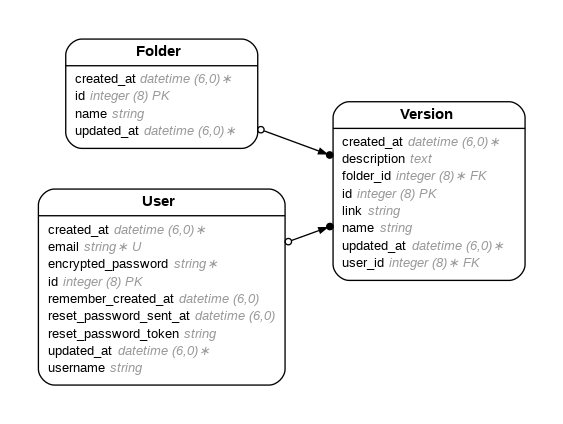 Folder
created_at datetime (6,0) ∗
id integer (8) PK
name string
updated_at datetime (6,0) ∗
User
created_at datetime (6,0) ∗
email string ∗ U
encrypted_password string ∗
id integer (8) PK
remember_created_at datetime (6,0)
reset_password_sent_at datetime (6,0)
reset_password_token string
updated_at datetime (6,0) ∗
username string
Version
created_at datetime (6,0) ∗
description text
folder_id integer (8) ∗ FK
id integer (8) PK
link string
name string
updated_at datetime (6,0) ∗
user_id integer (8) ∗ FK